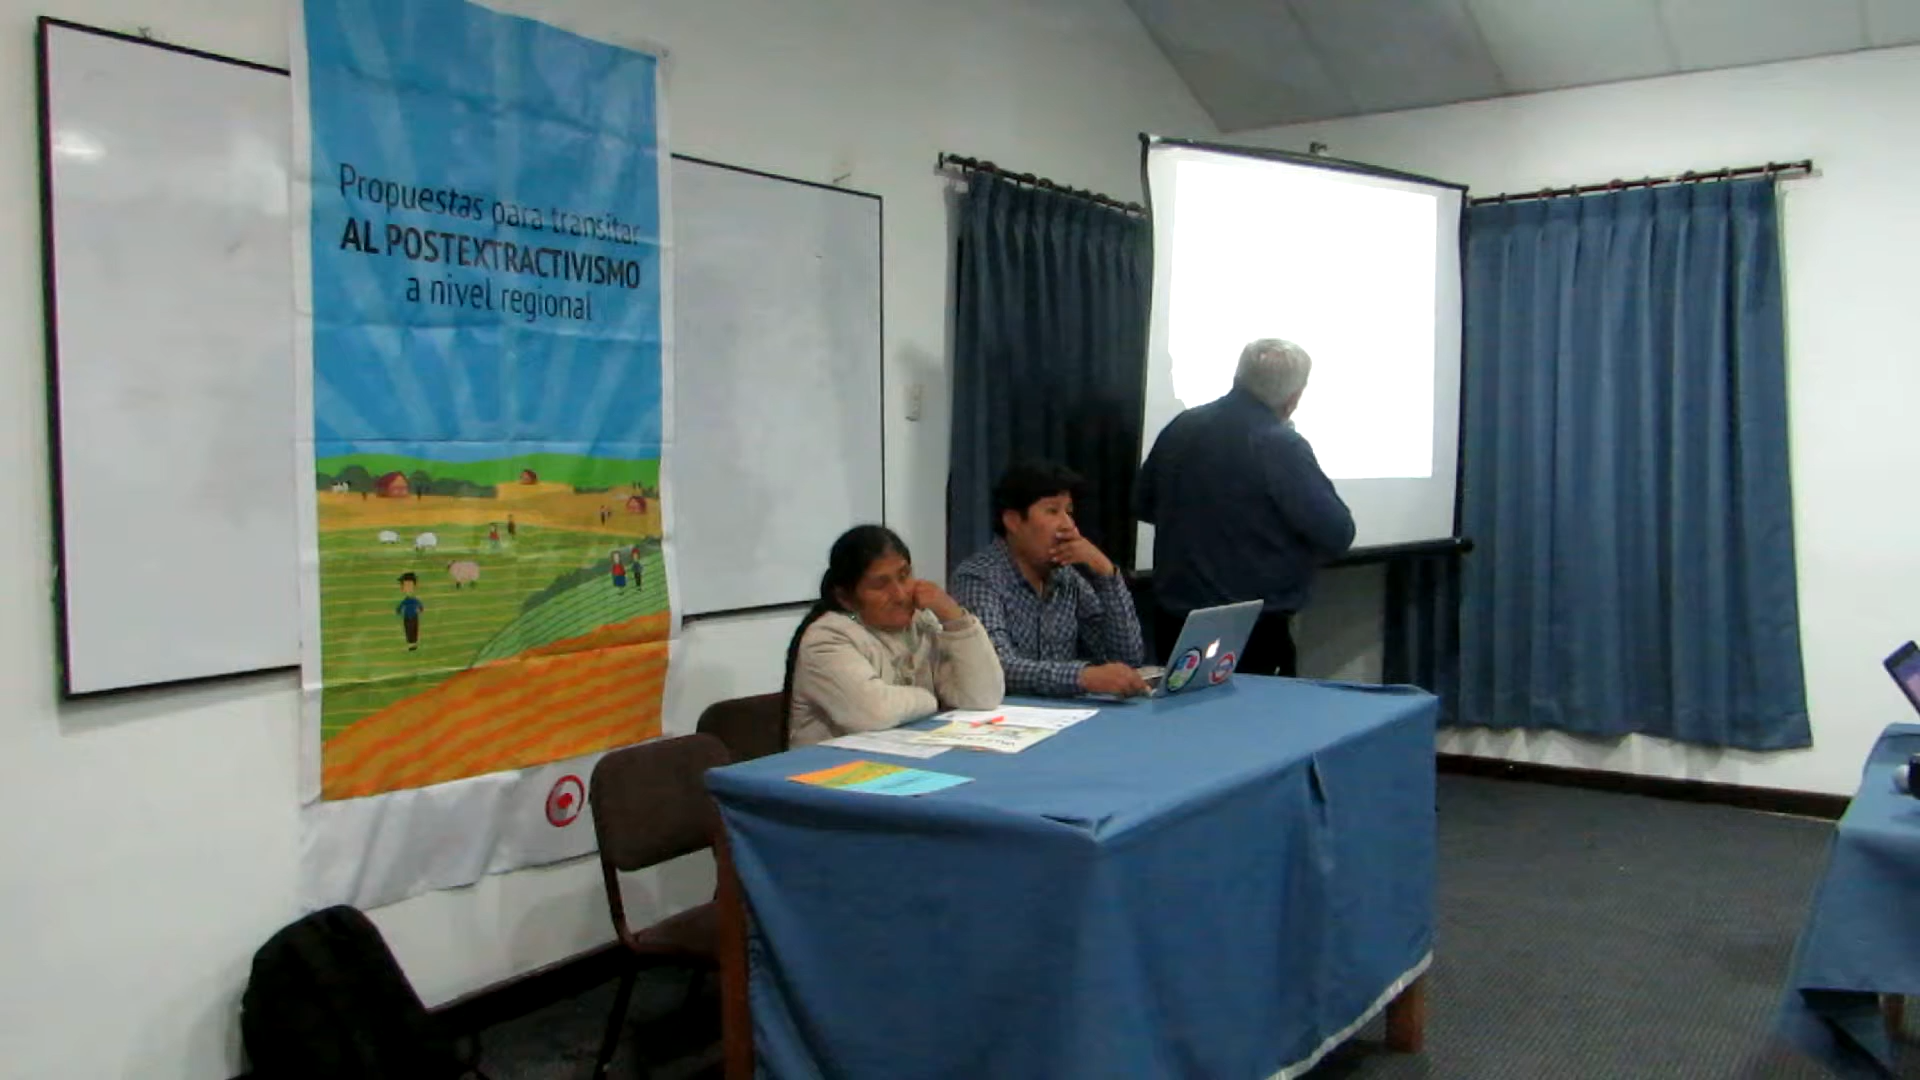 Propuestas para transitar
AL POSTEXTRACTIVISMO
a nivel regional